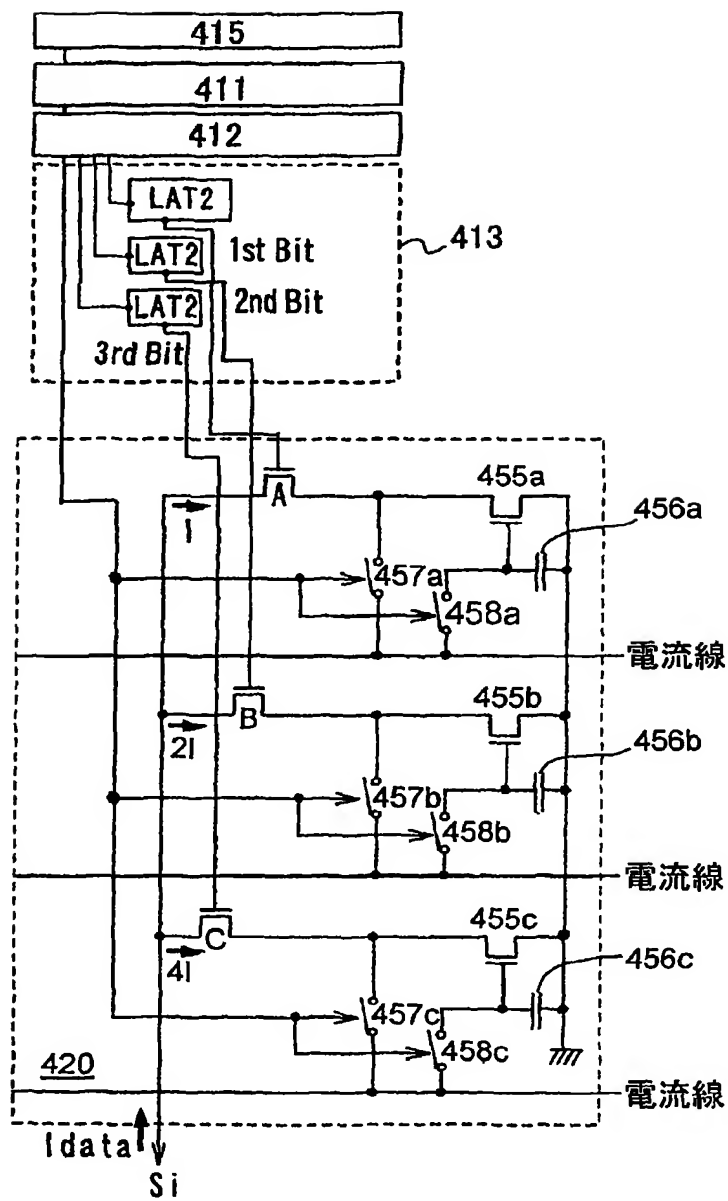 415
411
412
LAT2
1st Bit
413
LAT2
2nd Bit
LAT2
3rd Bit
A
455a
456a
I
457a
458a
電流線
B
455b
456b
2I
457b
458b
電流線
C
455c
456c
4I
457c
458c
420
電流線
Idata
Si